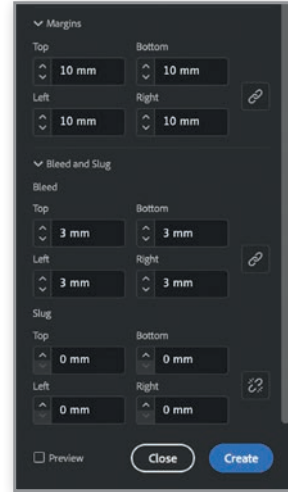 Margins
Top Bottom
10 mm 10 mm
Left Right
10 mm 10 mm
Bleed and Slug
Bleed
Top Bottom
3 mm 3 mm
Left Right
3 mm 3 mm
Slug
Top Bottom
0 mm 0 mm
Left Right
0 mm 0 mm
Preview Close Create